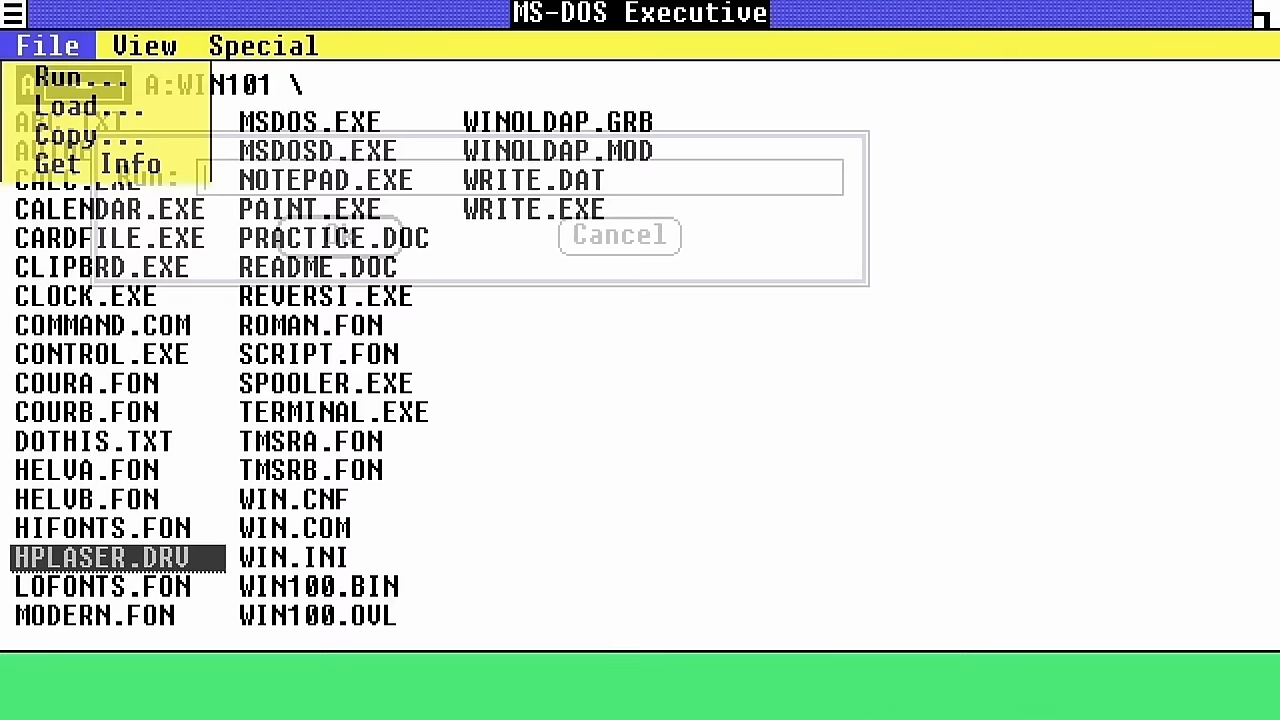 MS-DOS Executive
File View Special
Run... A:WIN101 \
Load...
Copy...
Get Info
Run:
Ok Cancel
MSDOS.EXE WINOLDAP.GRB
MSDOSD.EXE WINOLDAP.MOD
CALC.EXE NOTEPAD.EXE WRITE.DAT
CALENDAR.EXE PAINT.EXE WRITE.EXE
CARDFILE.EXE PRACTICE.DOC
CLIPBRD.EXE README.DOC
CLOCK.EXE REVERSI.EXE
COMMAND.COM ROMAN.FON
CONTROL.EXE SCRIPT.FON
COURA.FON SPOOLER.EXE
COURB.FON TERMINAL.EXE
DOTHIS.TXT TMSRA.FON
HELVA.FON TMSRB.FON
HELVB.FON WIN.CNF
HIFONTS.FON WIN.COM
HPLASER.DRV WIN.INI
LOFONTS.FON WIN100.BIN
MODERN.FON WIN100.OVL